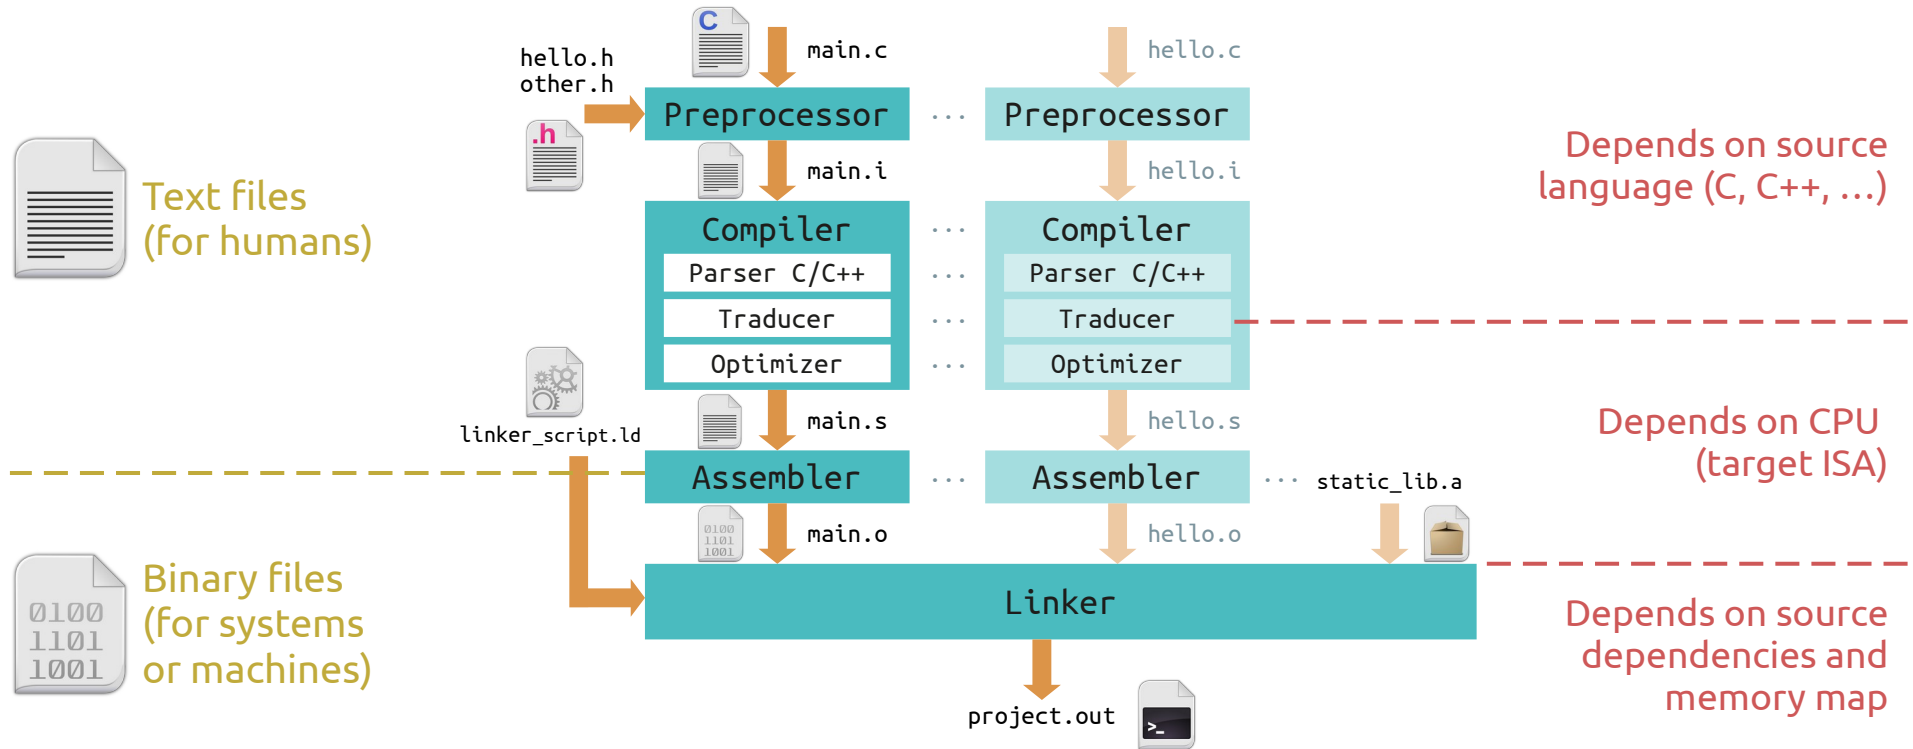 C
main.c
hello.c
hello.h
other.h
.h
Preprocessor ... Preprocessor
main.i
hello.i
Text files
(for humans)
Depends on source
language (C, C++, ...)
Compiler ... Compiler
Parser C/C++ ... Parser C/C++
Traducer ... Traducer
Optimizer ... Optimizer
linker_script.ld
main.s
hello.s
Depends on CPU
(target ISA)
Assembler ... Assembler ... static_lib.a
0100
1101
1001
main.o
hello.o
Binary files
(for systems
or machines)
0100
1101
1001
Linker
Depends on source
dependencies and
memory map
project.out
>_